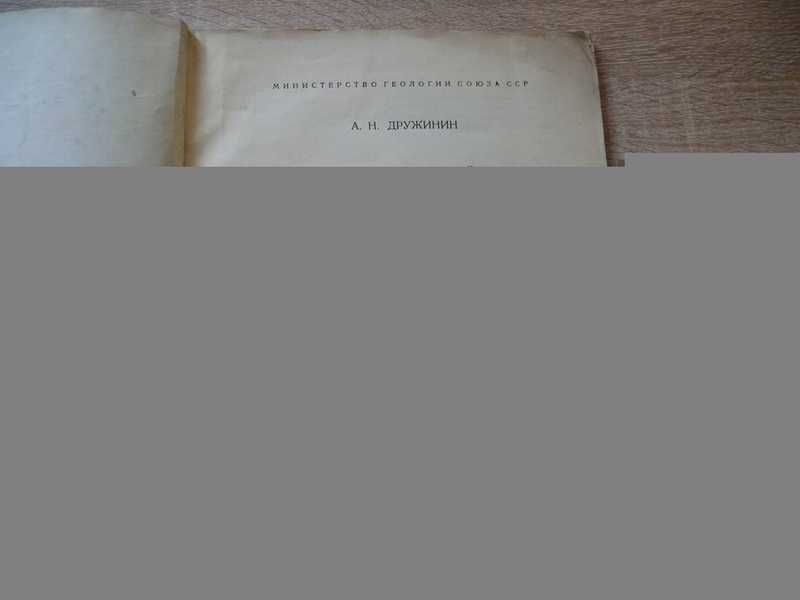 МИНИСТЕРСТВО ГЕОЛОГИИ СОЮЗА ССР
А. Н. ДРУЖИНИН